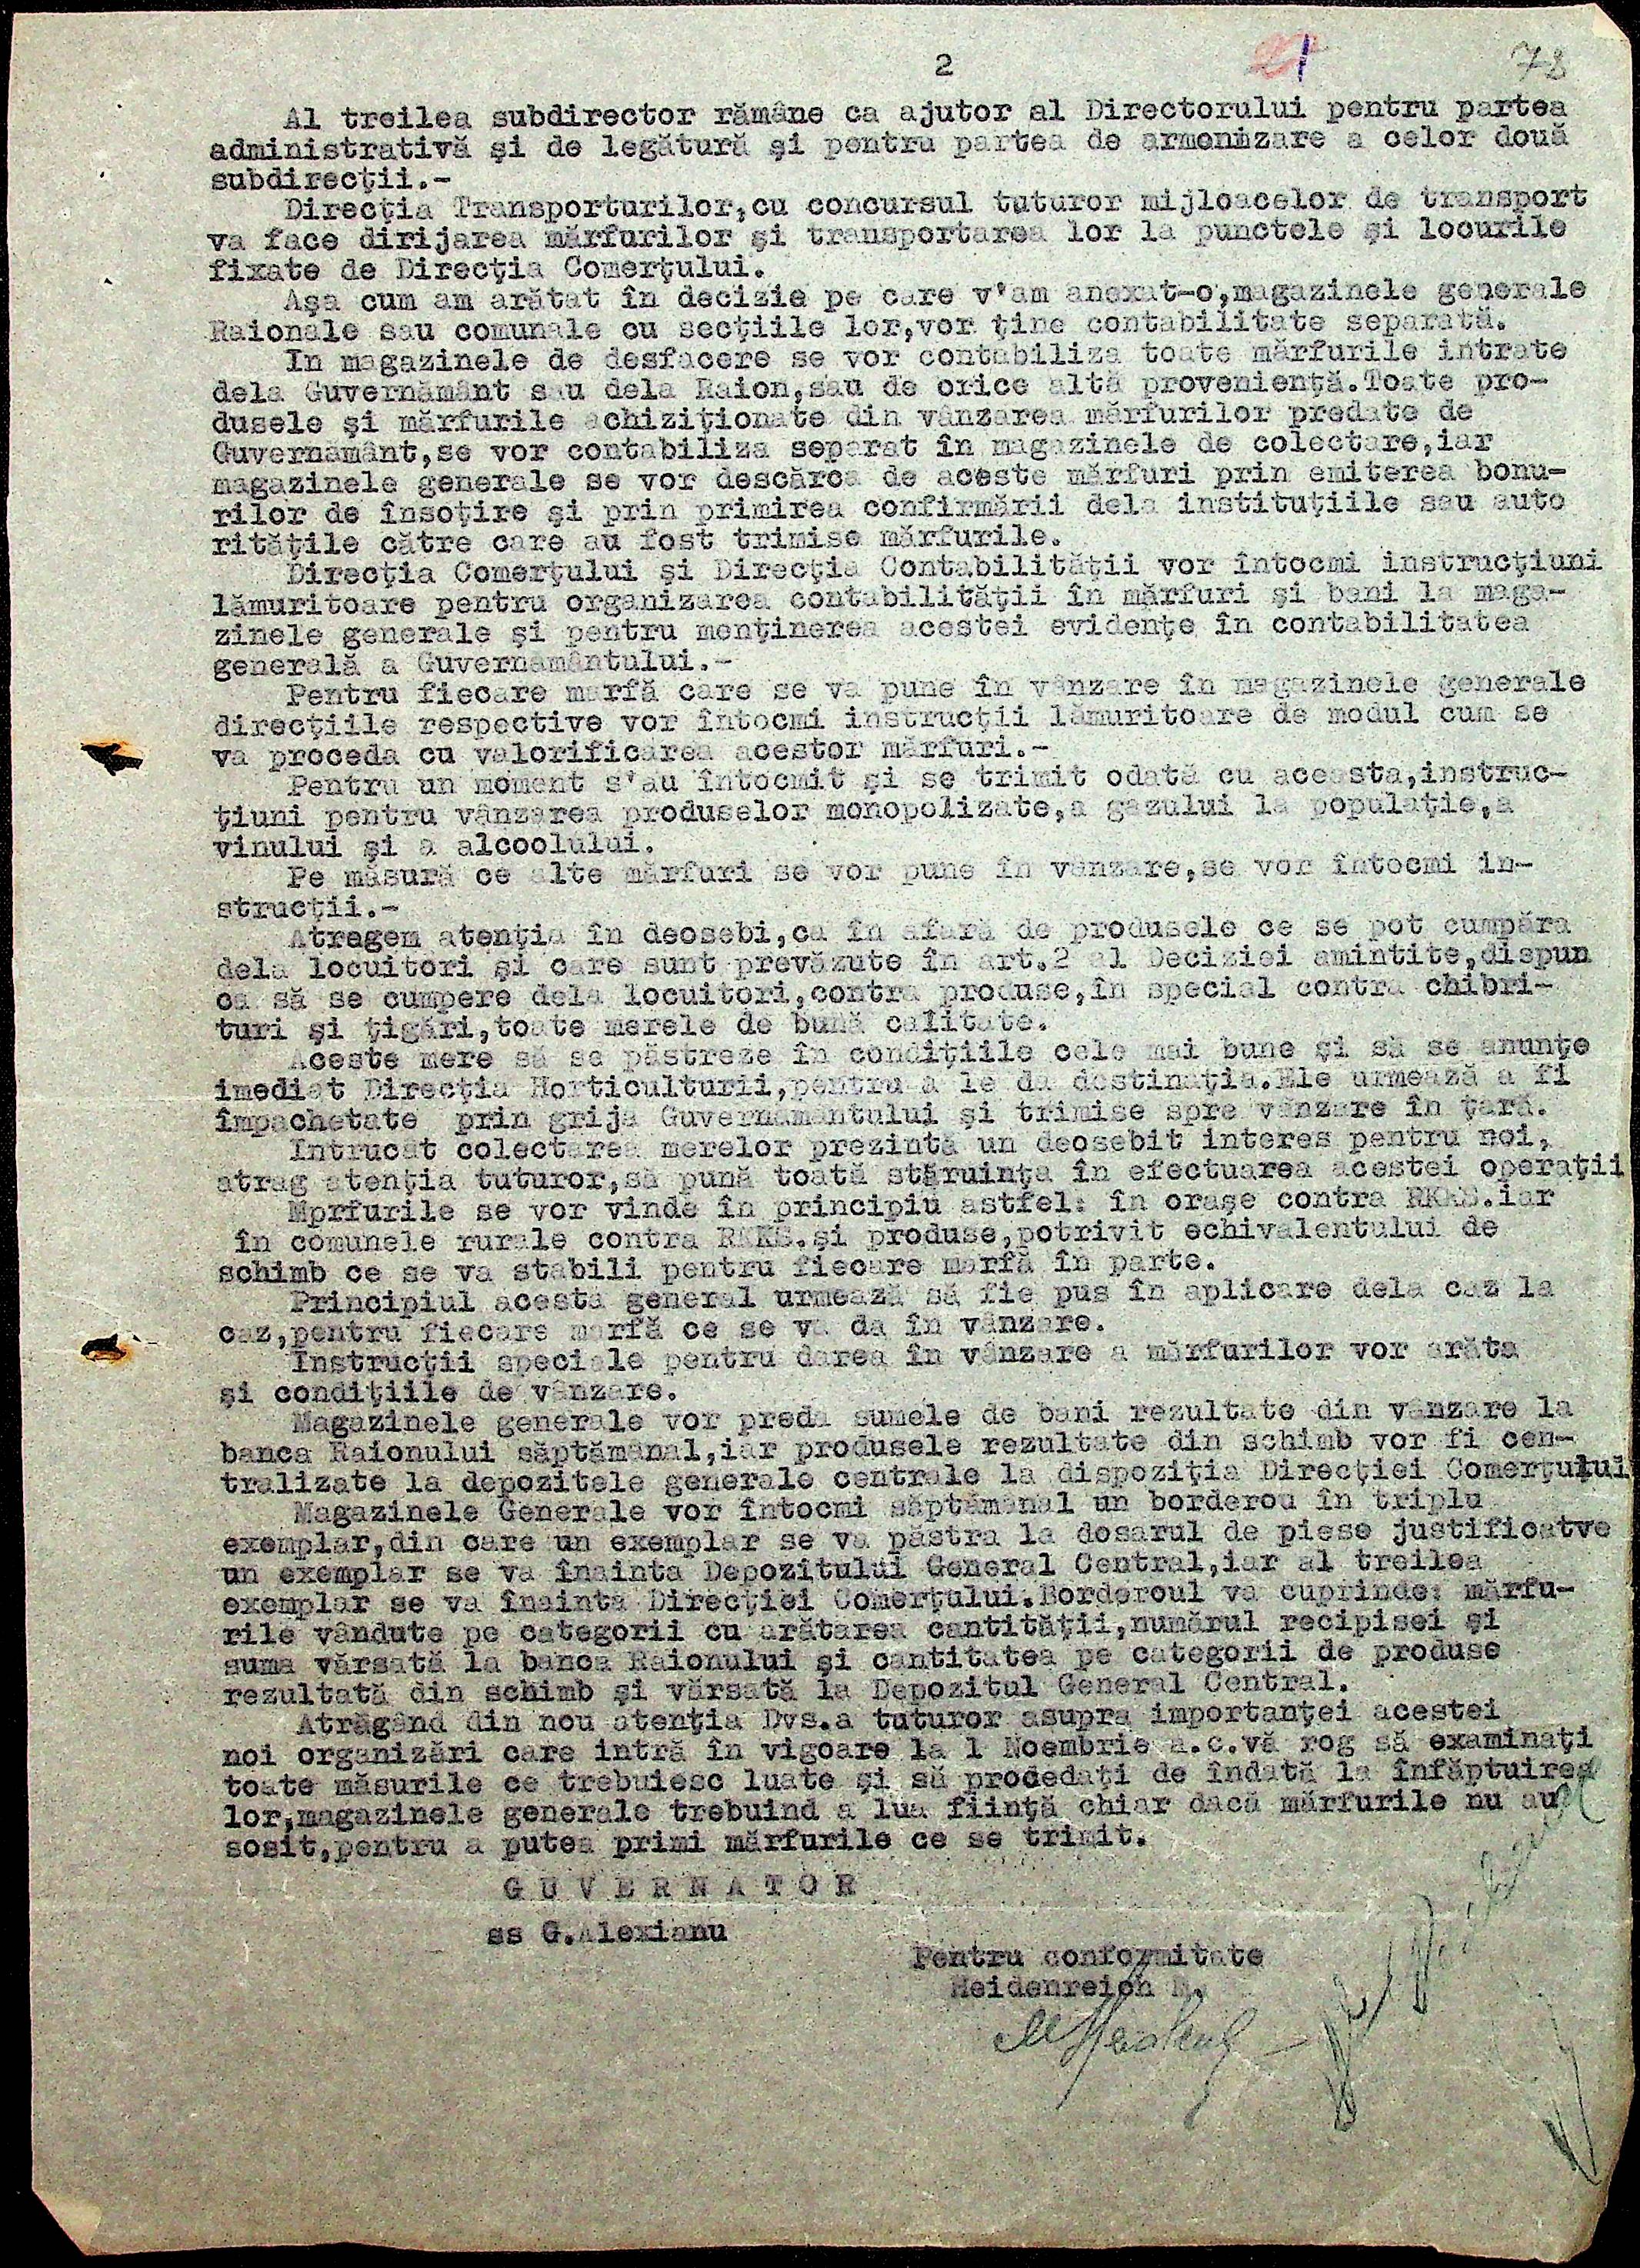 2
21
78
Al treilea subdirector rămâne ca ajutor al Directorului pentru partea
administrativă şi de legătură şi pentru partea de armonizare a celor două
subdirecţii.-
Direcţia Transporturilor,cu concursul tuturor mijloacelor de transport
va face dirijarea mărfurilor şi transportarea lor la punctele şi locurile
fixate de Direcţia Comerţului.
Aşa cum am arătat în decizia pe care v'am anexat-o,magazinele generale
Raionale sau comunale cu secţiile lor,vor ţine contabilitate separată.
In magazinele de desfacere se vor contabiliza toate mărfurile intrate
dela Guvernământ sau dela Raion,sau de orice altă provenienţă.Toate pro-
dusele şi mărfurile achiziţionate din vânzarea mărfurilor predate de
Guvernământ,se vor contabiliza separat în magazinele de colectare,iar
magazinele generale se vor descărca de aceste mărfuri prin emiterea bonu-
rilor de însoţire şi prin primirea confirmării dela instituţiile sau auto
rităţile către care au fost trimise mărfurile.
Direcţia Comerţului şi Direcţia Contabilităţii vor întocmi instrucţiuni
lămuritoare pentru organizarea contabilităţii în mărfuri şi bani la maga-
zinele generale şi pentru menţinerea acestei evidenţe în contabilitatea
generală a Guvernământului.-
Pentru fiecare marfă care se va pune în vânzare în magazinele generale
direcţiile respective vor întocmi instrucţii lămuritoare de modul cum se
va proceda cu valorificarea acestor mărfuri.-
Pentru un moment s'au întocmit şi se trimit odată cu aceasta,instruc-
ţiuni pentru vânzarea produselor monopolizate,a gazului la populaţie,a
vinului şi a alcoolului.
Pe măsură ce alte mărfuri se vor pune în vânzare,se vor întocmi in-
strucţii.-
Atragem atenţia în deosebi,ca în afară de produsele ce se pot cumpăra
dela locuitori şi care sunt prevăzute în art.2 al Deciziei amintite,dispun
ca să se cumpere dela locuitori,contra produse,în special contra chibri-
turi şi ţigări,toate merele de bună calitate.
Aceste mere să se păstreze în condiţiile cele mai bune şi să se anunţe
imediat Direcţia Horticulturii,pentru a le da destinaţia.Ele urmează a fi
împachetate prin grija Guvernământului şi trimise spre vânzare în ţară.
Intrucât colectarea merelor prezintă un deosebit interes pentru noi,
atrag atenţia tuturor,să pună toată stăruinţa în efectuarea acestei operaţii
Mprfurile se vor vinde în principiu astfel: în oraşe contra RKKS.iar
în comunele rurale contra RKKS.şi produse,potrivit echivalentului de
schimb ce se va stabili pentru fiecare marfă în parte.
Principiul acesta general urmează să fie pus în aplicare dela caz la
caz,pentru fiecare marfă ce se va da în vânzare.
Instrucţii speciale pentru darea în vânzare a mărfurilor vor arăta
şi condiţiile de vânzare.
Magazinele generale vor preda sumele de bani rezultate din vânzare la
banca Raionului săptămânal,iar produsele rezultate din schimb vor fi cen-
tralizate la depozitele generale centrale la dispoziţia Direcţiei Comerţului
Magazinele Generale vor întocmi săptămânal un borderou în triplu
exemplar,din care un exemplar se va păstra la dosarul de piese justificatve
un exemplar se va înainta Depozitului General Central,iar al treilea
exemplar se va înainta Direcţiei Comerţului.Borderoul va cuprinde: mărfu-
rile vândute pe categorii cu arătarea cantităţii,numărul recipisei şi
suma vărsată la banca Raionului şi cantitatea pe categorii de produse
rezultată din schimb şi vărsată la Depozitul General Central.
Atrăgând din nou atenţia Dvs.a tuturor asupra importanţei acestei
noi organizări care intră în vigoare la 1 Noembrie a.c.vă rog să examinaţi
toate măsurile ce trebuiesc luate şi să procedaţi de îndată la înfăptuirea
lor,magazinele generale trebuind a lua fiinţă chiar dacă mărfurile nu au
sosit,pentru a putea primi mărfurile ce se trimit.
G U V E R N A T O R
ss G.Alexianu
Pentru conformitate
Heidenreich M.